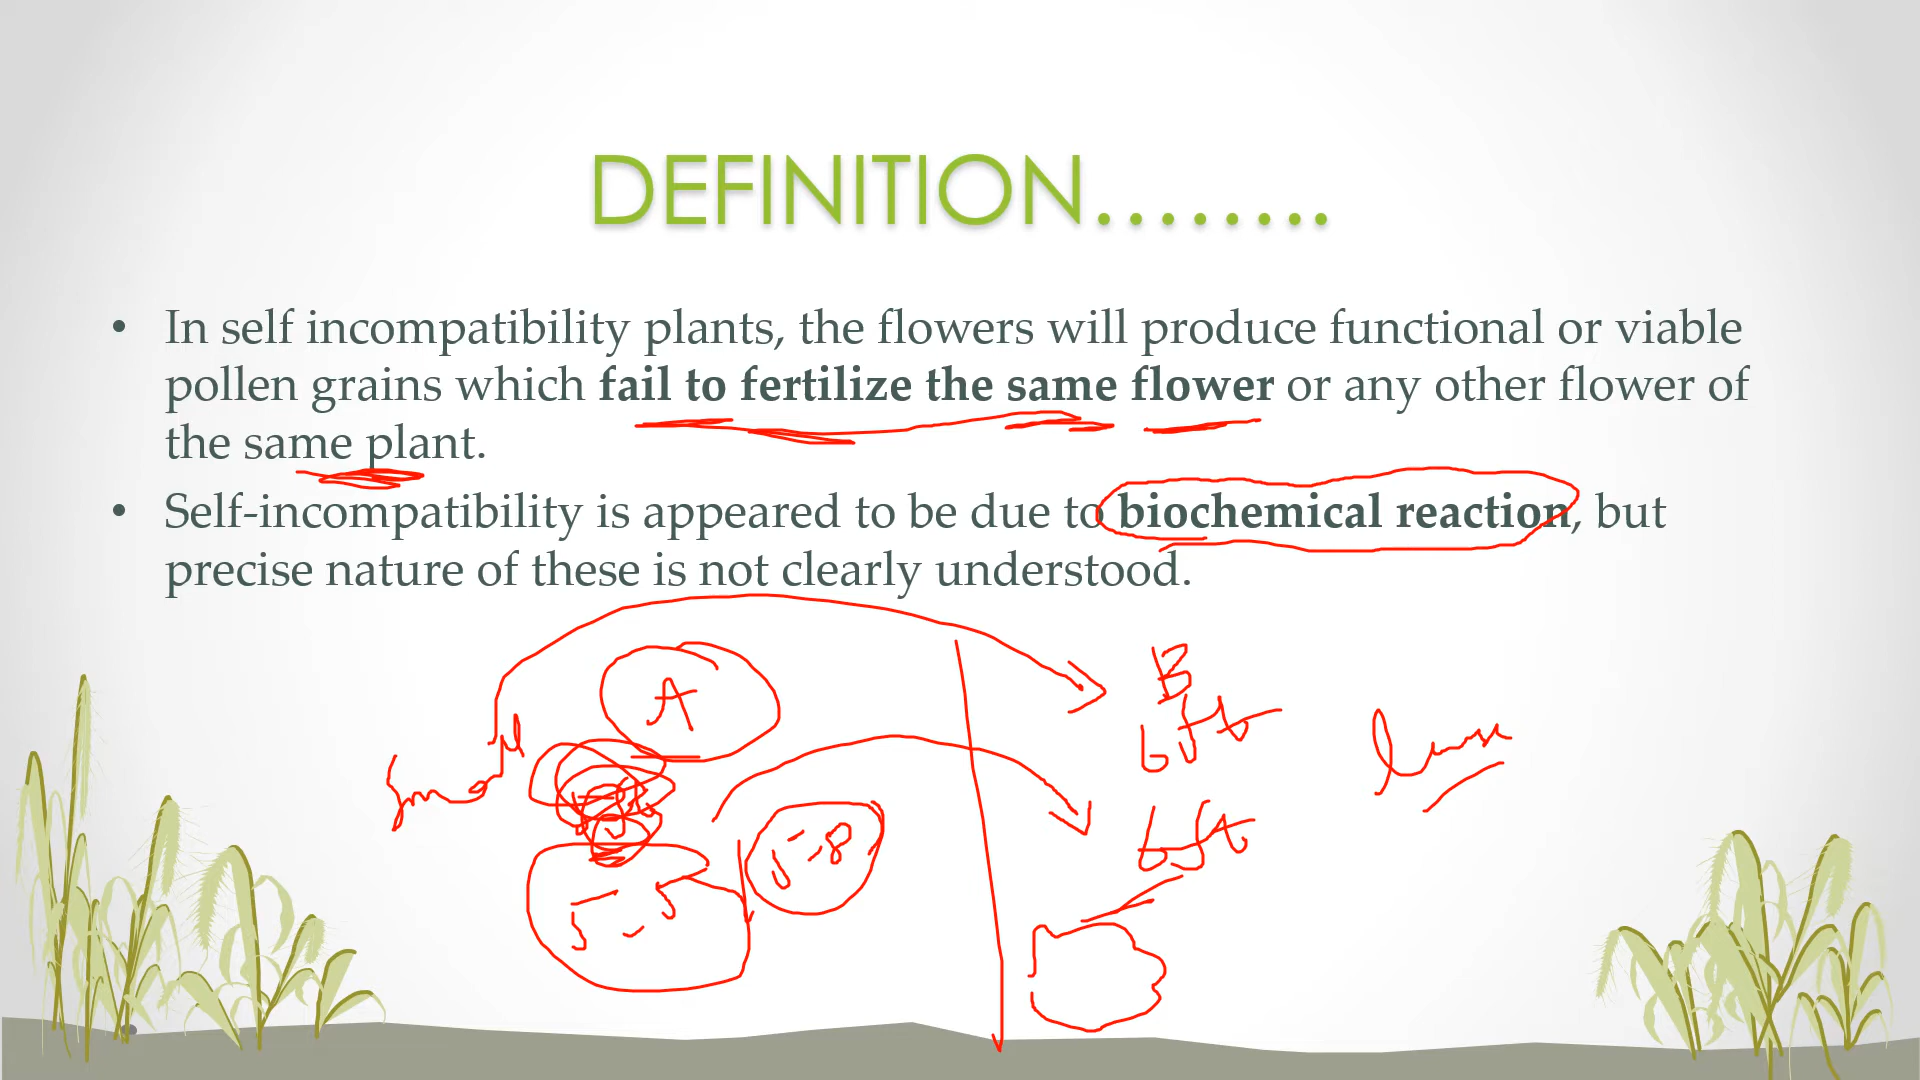 DEFINITION........
• In self incompatibility plants, the flowers will produce functional or viable
pollen grains which fail to fertilize the same flower or any other flower of
the same plant.
• Self-incompatibility is appeared to be due to biochemical reaction, but
precise nature of these is not clearly understood.
A
B